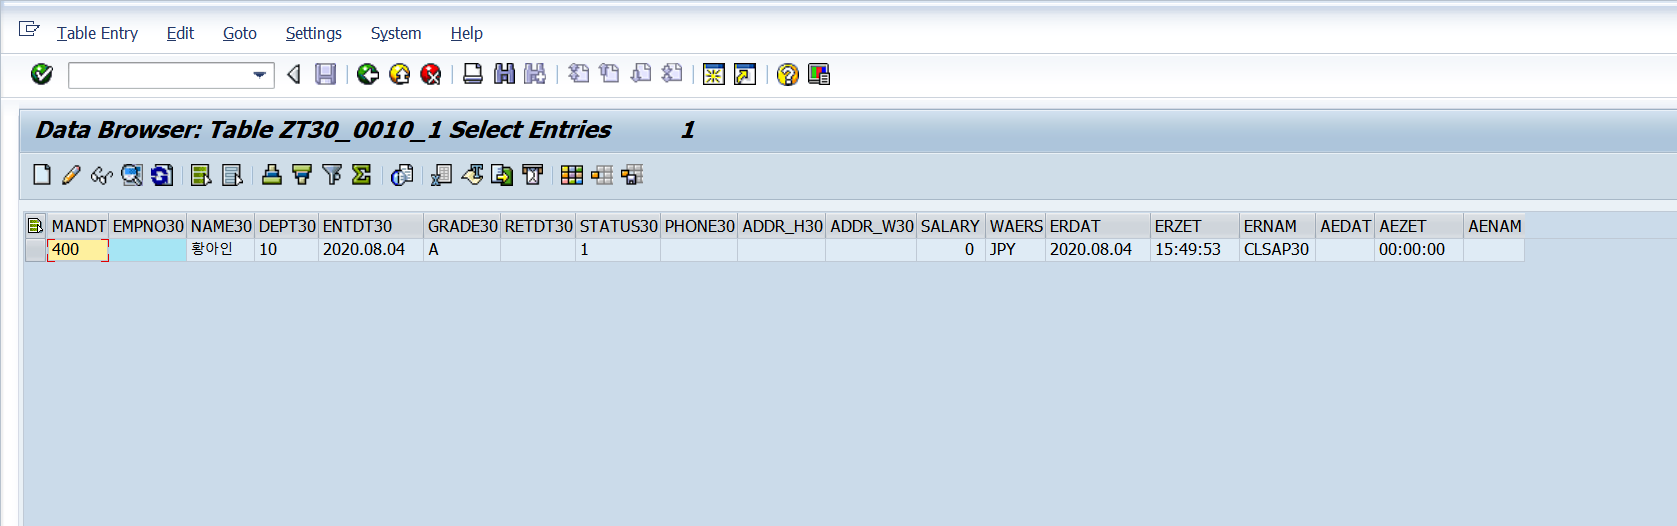 Table Entry Edit Goto Settings System Help
Data Browser: Table ZT30_0010_1 Select Entries 1
MANDT EMPNO30 NAME30 DEPT30 ENTDT30 GRADE30 RETDT30 STATUS30 PHONE30 ADDR_H30 ADDR_W30 SALARY WAERS ERDAT ERZET ERNAM AEDAT AEZET AENAM
400 황아인 10 2020.08.04 A 1 0 JPY 2020.08.04 15:49:53 CLSAP30 00:00:00